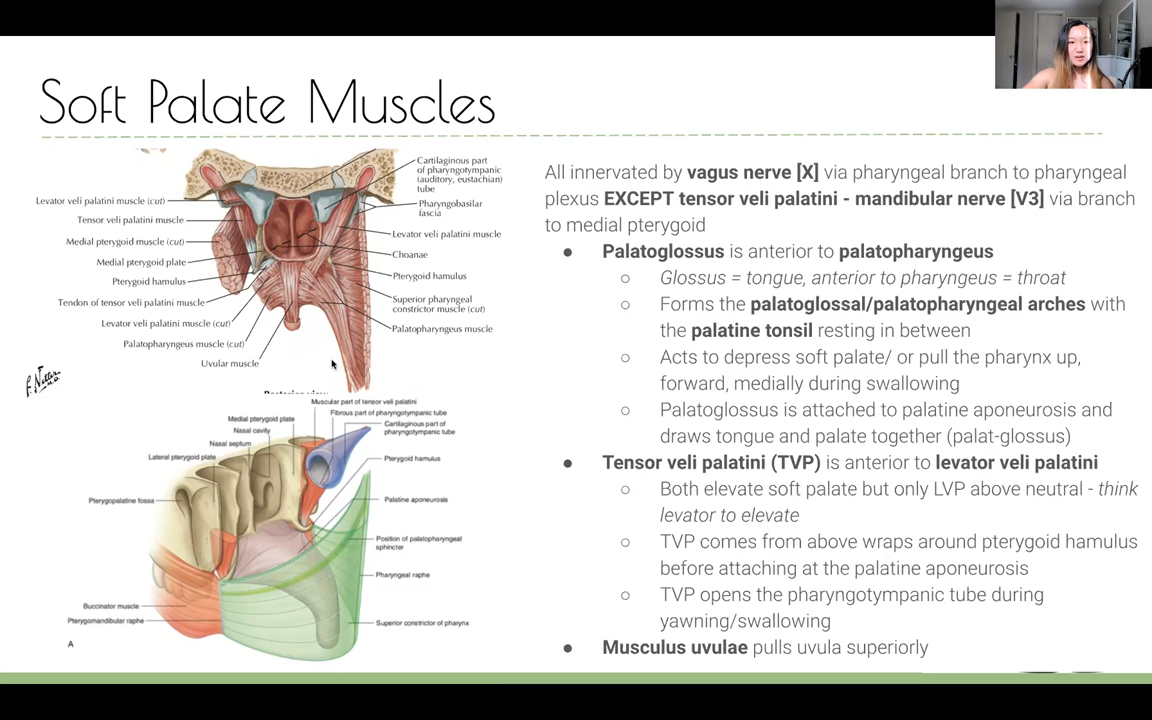 Soft Palate Muscles
Cartilaginous part
of pharyngotympanic
(auditory, eustachian)
tube
Pharyngobasilar
fascia
Levator veli palatini muscle
Choanae
Pterygoid hamulus
Superior pharyngeal
constrictor muscle (cut)
Palatopharyngeus muscle
Levator veli palatini muscle (cut)
Tensor veli palatini muscle
Medial pterygoid muscle (cut)
Medial pterygoid plate
Pterygoid hamulus
Tendon of tensor veli palatini muscle
Levator veli palatini muscle (cut)
Palatopharyngeus muscle (cut)
Uvular muscle
Muscular part of tensor veli palatini
Fibrous part of pharyngotympanic tube
Cartilaginous part of
pharyngotympanic tube
Pterygoid hamulus
Palatine aponeurosis
Position of palatopharyngeal
sphincter
Pharyngeal raphe
Superior constrictor of pharynx
Medial pterygoid plate
Nasal cavity
Nasal septum
Lateral pterygoid plate
Pterygopalatine fossa
Buccinator muscle
Pterygomandibular raphe
A
All innervated by vagus nerve [X] via pharyngeal branch to pharyngeal
plexus EXCEPT tensor veli palatini - mandibular nerve [V3] via branch
to medial pterygoid
● Palatoglossus is anterior to palatopharyngeus
○ Glossus = tongue, anterior to pharyngeus = throat
○ Forms the palatoglossal/palatopharyngeal arches with
the palatine tonsil resting in between
○ Acts to depress soft palate/ or pull the pharynx up,
forward, medially during swallowing
○ Palatoglossus is attached to palatine aponeurosis and
draws tongue and palate together (palat-glossus)
● Tensor veli palatini (TVP) is anterior to levator veli palatini
○ Both elevate soft palate but only LVP above neutral - think
levator to elevate
○ TVP comes from above wraps around pterygoid hamulus
before attaching at the palatine aponeurosis
○ TVP opens the pharyngotympanic tube during
yawning/swallowing
● Musculus uvulae pulls uvula superiorly